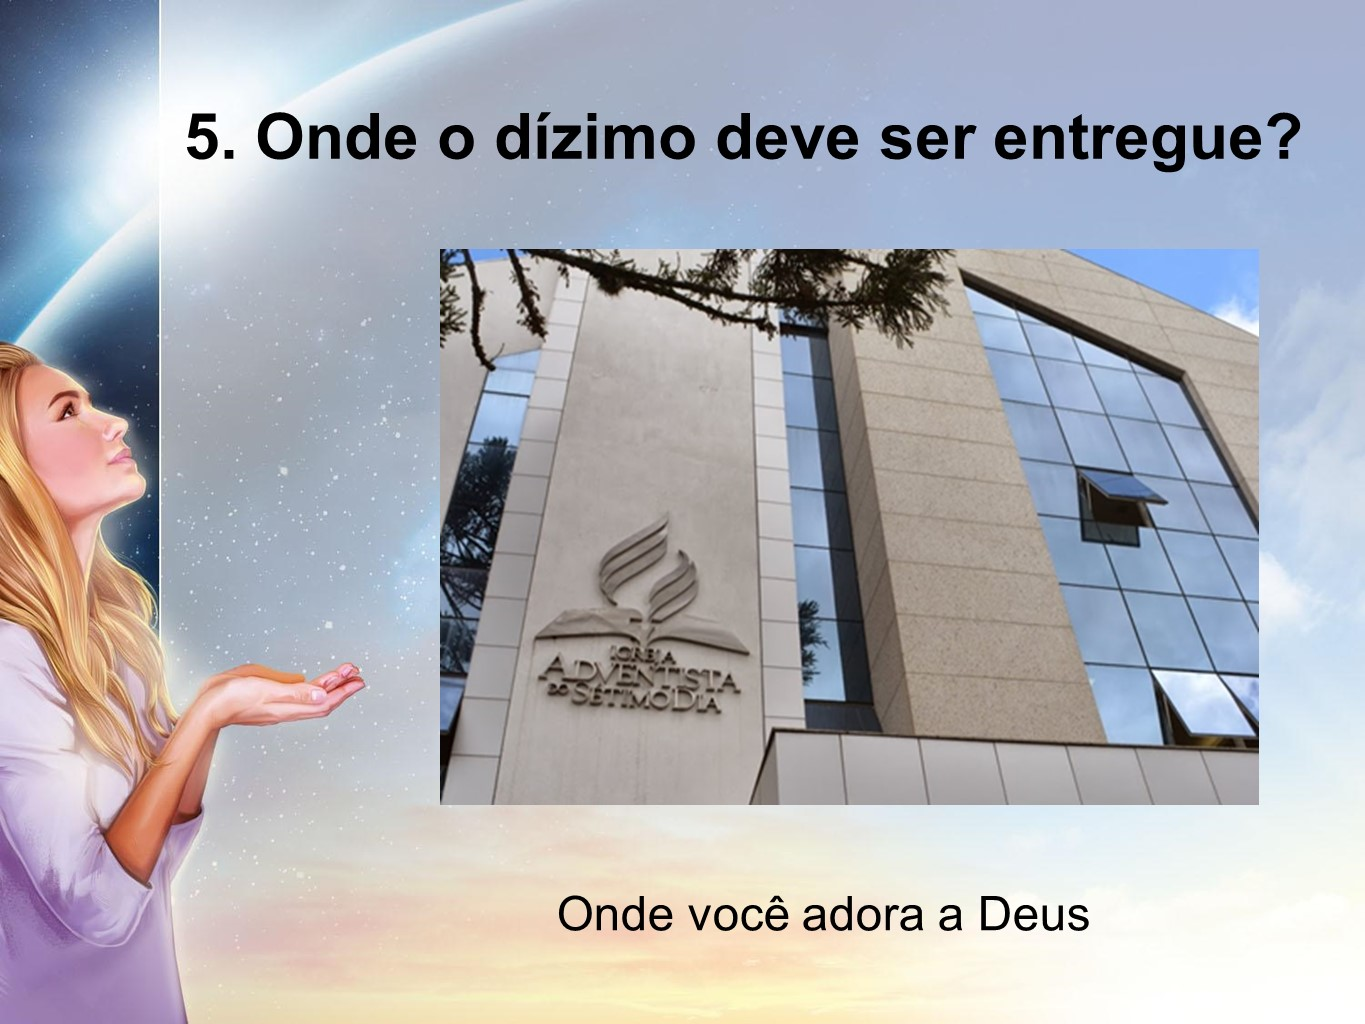 5. Onde o dízimo deve ser entregue?
IGREJA
ADVENTISTA
DO SÉTIMO DIA
Onde você adora a Deus